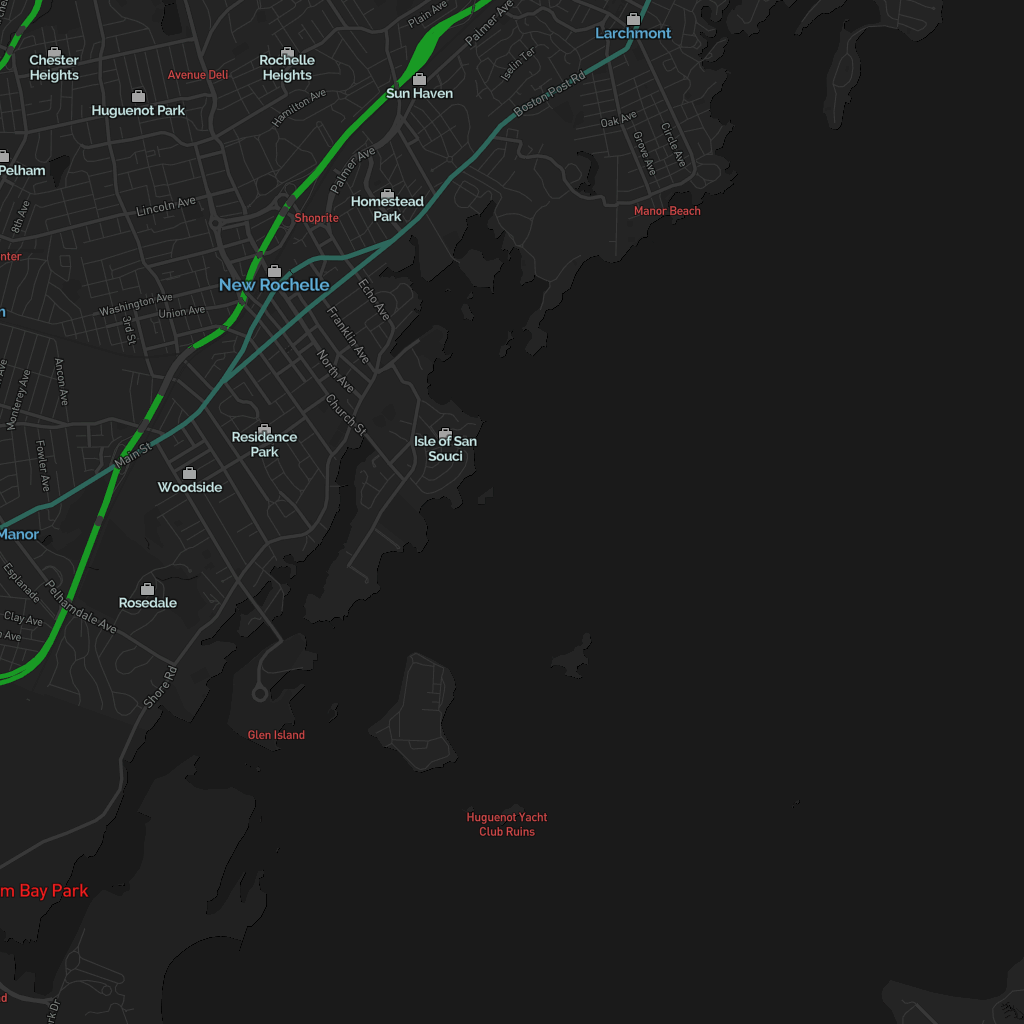 Plain Ave
Palmer Ave
Larchmont
Chester
Heights
Rochelle
Heights
Avenue Deli
Iselin Ter
Sun Haven
Huguenot Park
Hamilton Ave
Boston Post Rd
Oak Ave
Circle Ave
Grove Ave
Pelham
Palmer Ave
8th Ave
Lincoln Ave
Homestead
Park
Shoprite
Manor Beach
nter
New Rochelle
Washington Ave
Union Ave
3rd St
Echo Ave
Franklin Ave
North Ave
Ancon Ave
Monterey Ave
Ave
Church St
Residence
Park
Isle of San
Souci
Main St
Fowler Ave
Woodside
Manor
Esplanade
Pelhamdale Ave
Rosedale
Clay Ave
Ave
Shore Rd
Glen Island
Huguenot Yacht
Club Ruins
m Bay Park
d
rk Dr